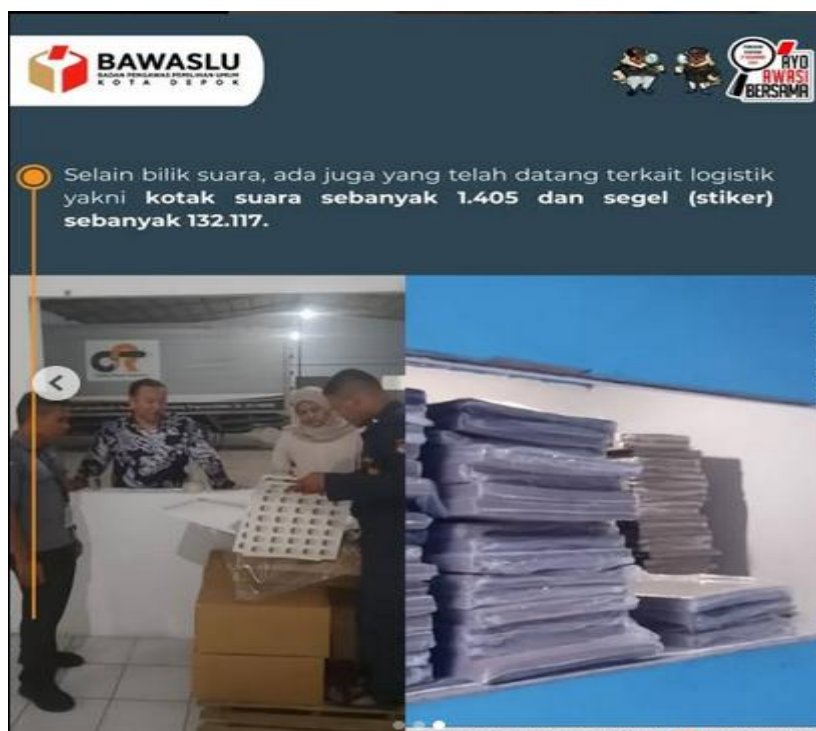 BAWASLU
BADAN PENGAWAS PEMILIHAN UMUM
KOTA DEPOK
AYO
AWASI
BERSAMA
Selain bilik suara, ada juga yang telah datang terkait logistik
yakni kotak suara sebanyak 1.405 dan segel (stiker)
sebanyak 132.117.